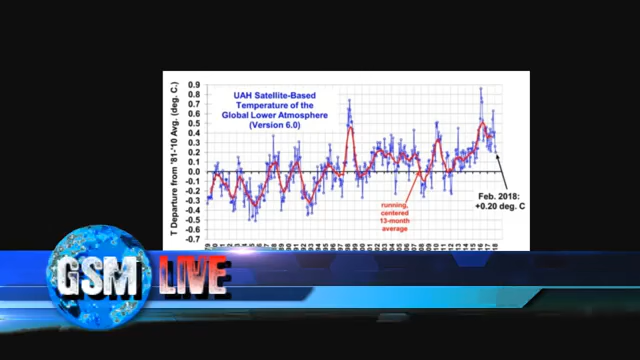 0.9
0.8
0.7
0.6
0.5
0.4
0.3
0.2
0.1
0.0
-0.1
-0.2
-0.3
-0.4
-0.5
-0.6
-0.7
T Departure from '81-'10 Avg. (deg. C.)
UAH Satellite-Based
Temperature of the
Global Lower Atmosphere
(Version 6.0)
running,
centered
13-month
average
Feb. 2018:
+0.20 deg. C
GSM LIVE